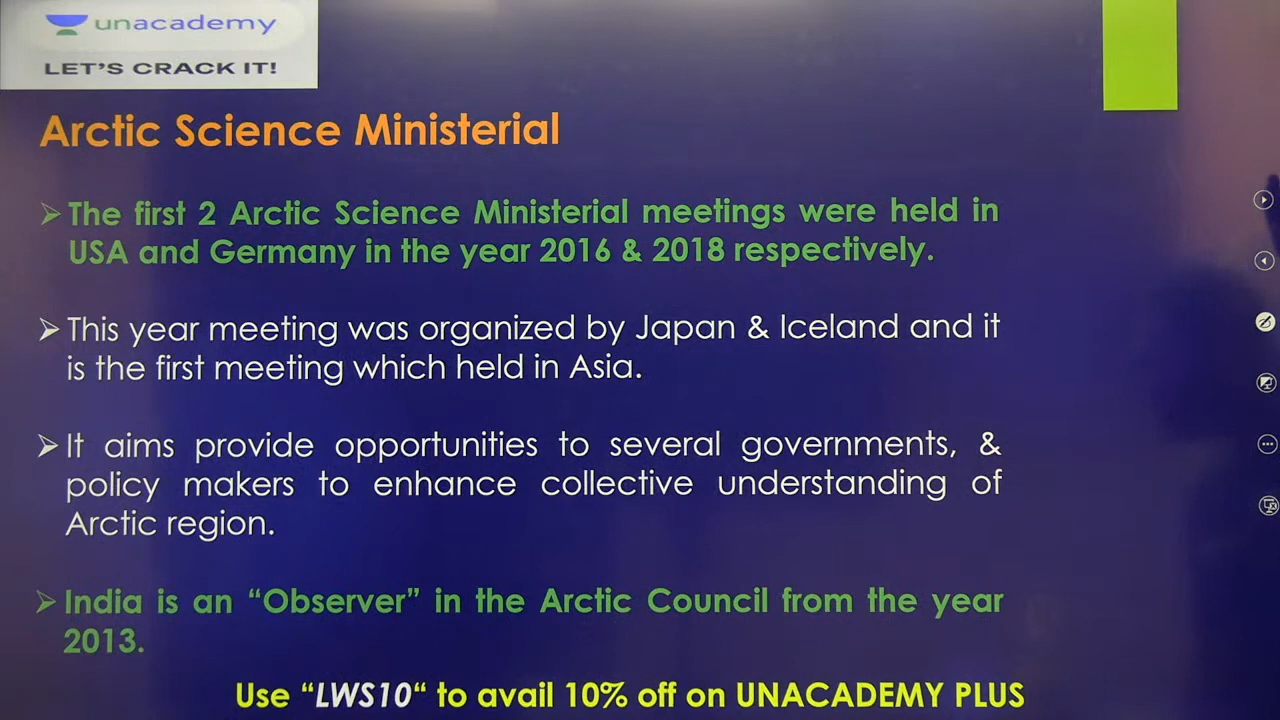 unacademy
LET'S CRACK IT!
Arctic Science Ministerial
➢ The first 2 Arctic Science Ministerial meetings were held in
USA and Germany in the year 2016 & 2018 respectively.
➢ This year meeting was organized by Japan & Iceland and it
is the first meeting which held in Asia.
➢ It aims provide opportunities to several governments, &
policy makers to enhance collective understanding of
Arctic region.
➢ India is an “Observer” in the Arctic Council from the year
2013.
Use “LWS10“ to avail 10% off on UNACADEMY PLUS